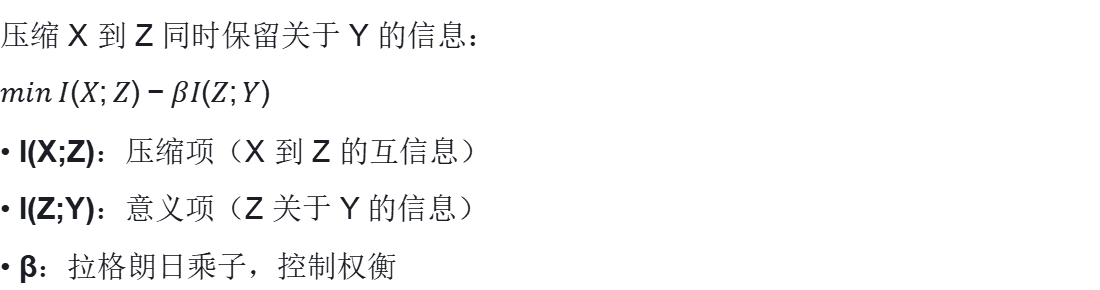 压缩 X 到 Z 同时保留关于 Y 的信息：
min I(X; Z) − βI(Z; Y)
• I(X;Z)：压缩项（X 到 Z 的互信息）
• I(Z;Y)：意义项（Z 关于 Y 的信息）
• β：拉格朗日乘子，控制权衡